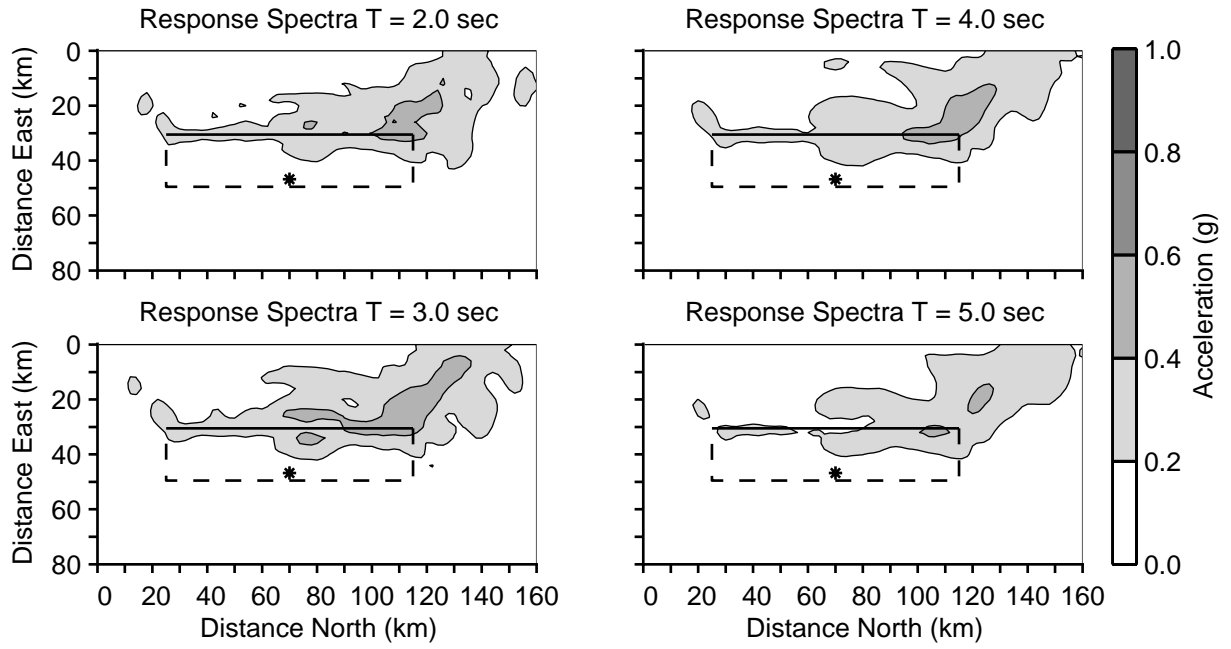 Response Spectra T = 2.0 sec
Response Spectra T = 4.0 sec
0
20
40
60
80
Distance East (km)
1.0
0.8
0.6
0.4
0.2
0.0
Acceleration (g)
Response Spectra T = 3.0 sec
Response Spectra T = 5.0 sec
0
20
40
60
80
Distance East (km)
0 20 40 60 80 100 120 140 160
Distance North (km)
0 20 40 60 80 100 120 140 160
Distance North (km)